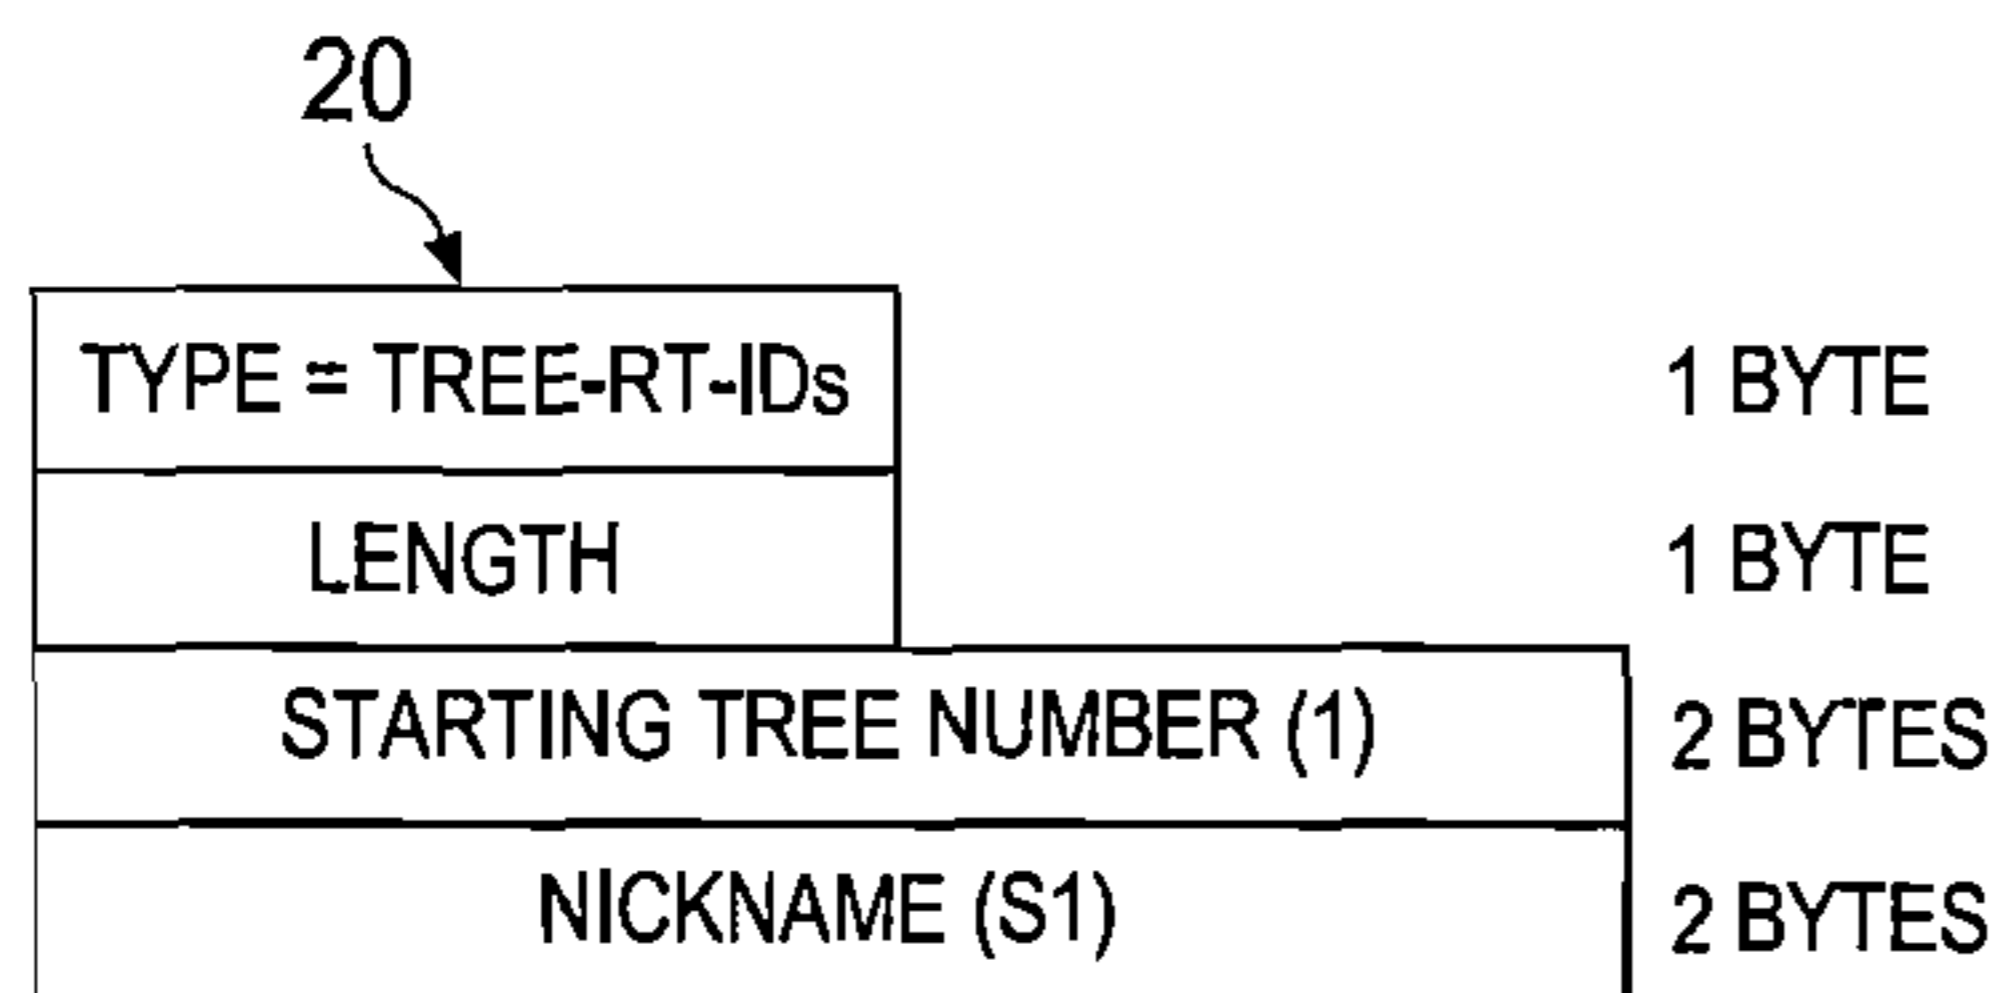 20
TYPE = TREE-RT-IDs 1 BYTE
LENGTH 1 BYTE
STARTING TREE NUMBER (1) 2 BYTES
NICKNAME (S1) 2 BYTES